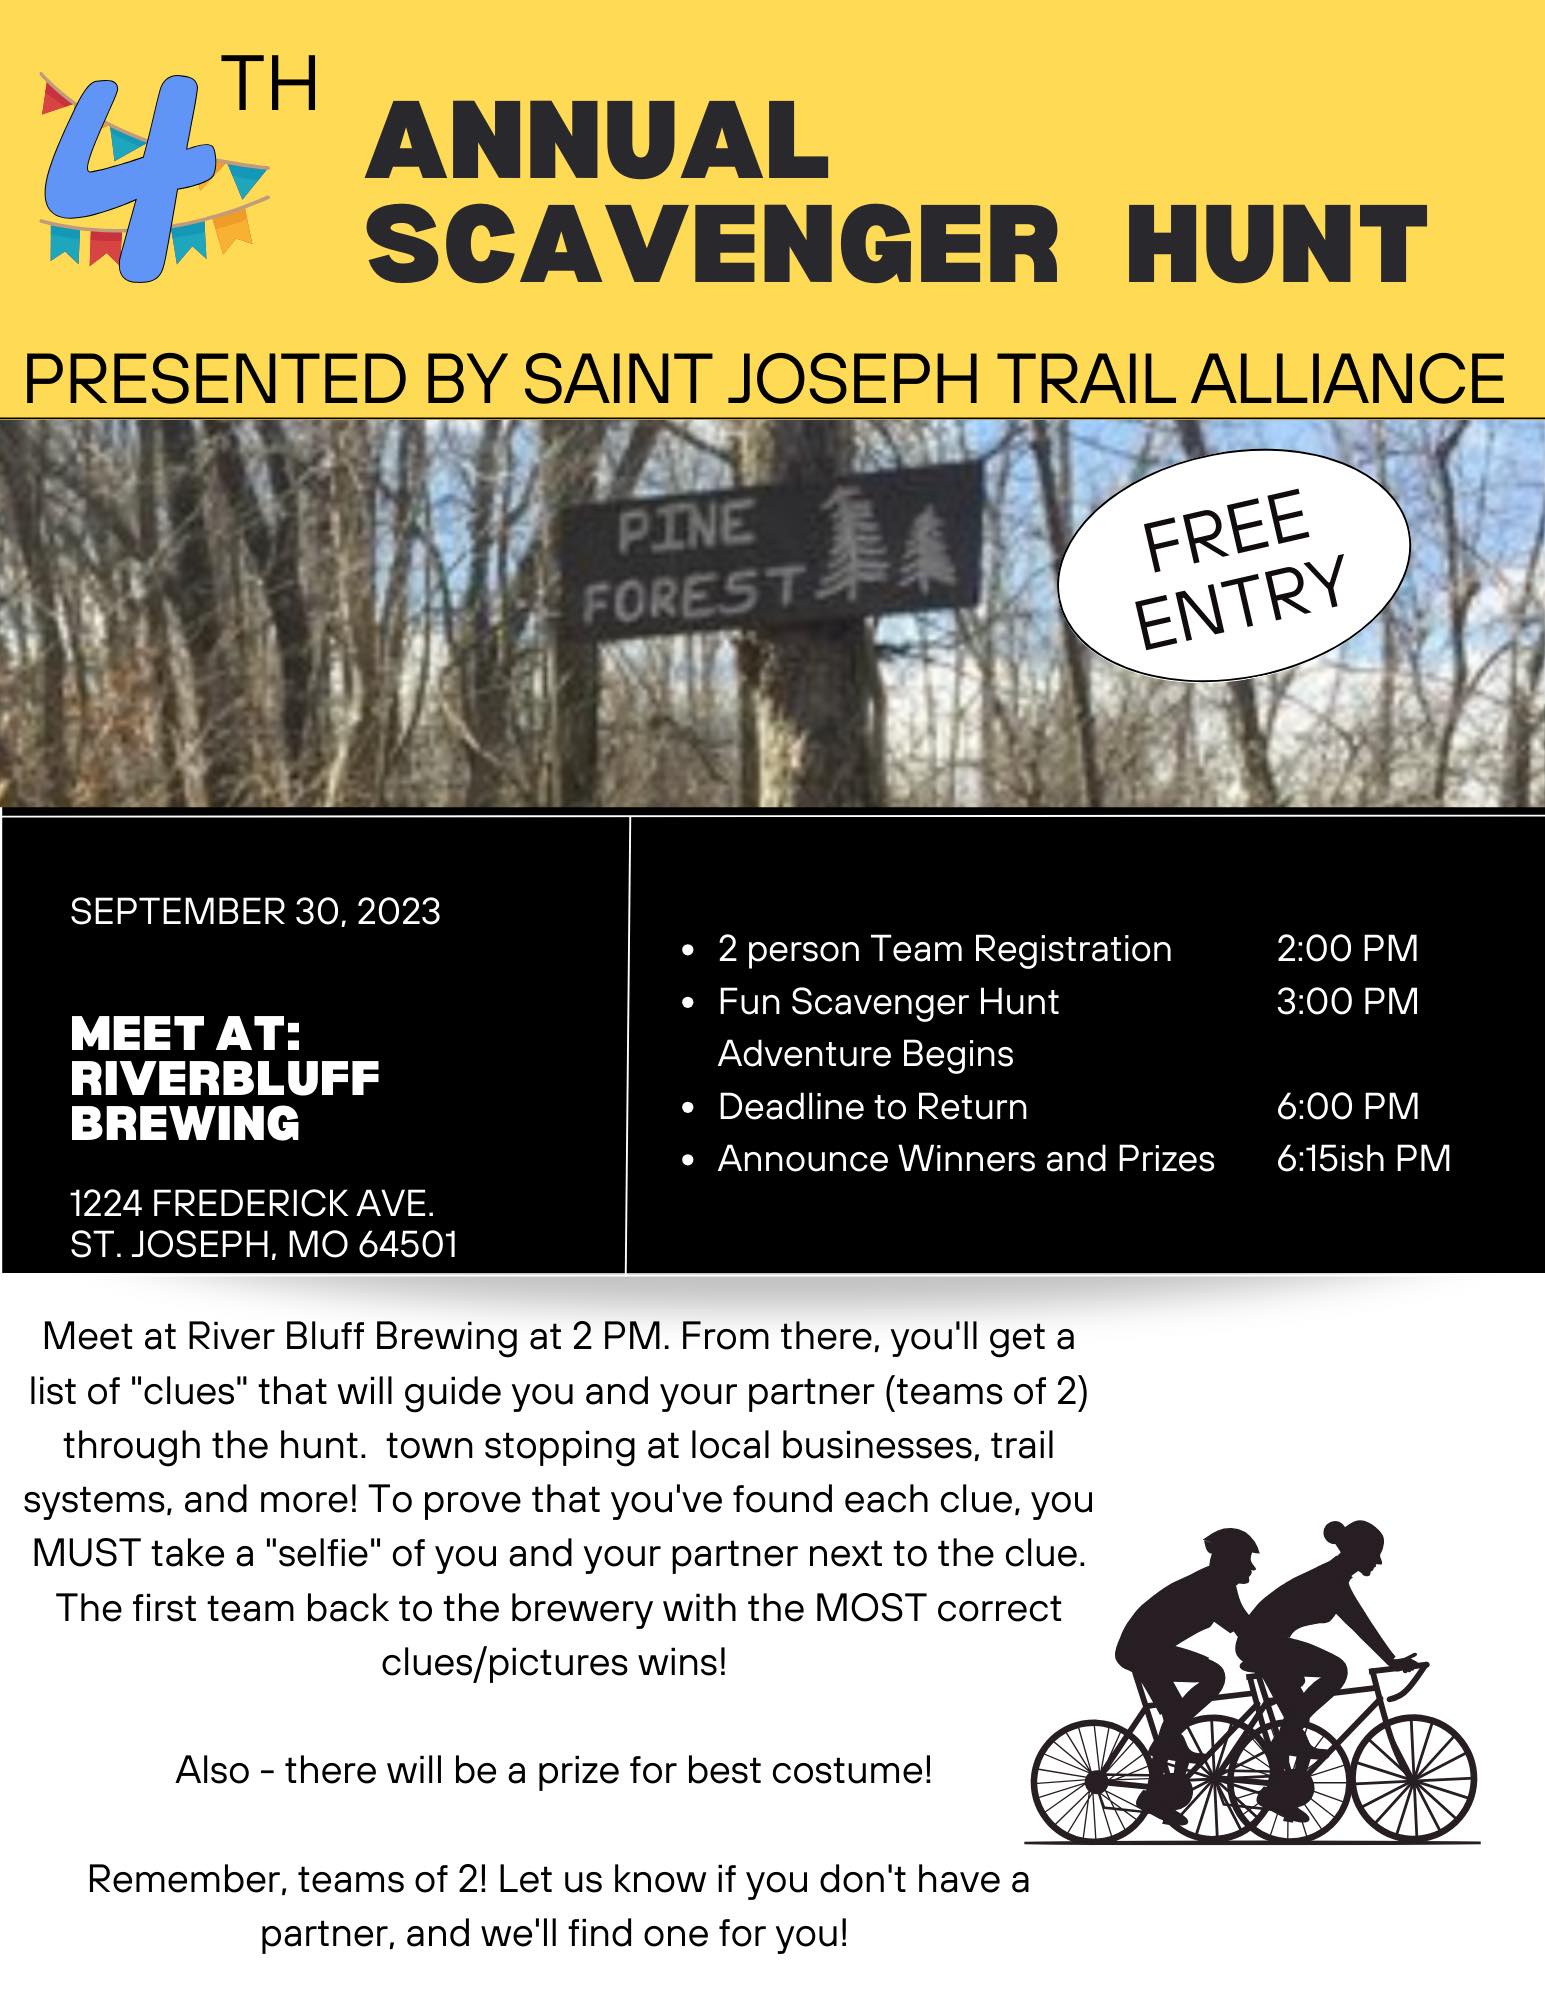 4TH
ANNUAL
SCAVENGER HUNT
PRESENTED BY SAINT JOSEPH TRAIL ALLIANCE
PINE
FOREST
FREE
ENTRY
SEPTEMBER 30, 2023
MEET AT:
RIVERBLUFF
BREWING
1224 FREDERICK AVE.
ST. JOSEPH, MO 64501
• 2 person Team Registration 2:00 PM
• Fun Scavenger Hunt 3:00 PM
Adventure Begins
• Deadline to Return 6:00 PM
• Announce Winners and Prizes 6:15ish PM
Meet at River Bluff Brewing at 2 PM. From there, you'll get a
list of "clues" that will guide you and your partner (teams of 2)
through the hunt.  town stopping at local businesses, trail
systems, and more! To prove that you've found each clue, you
MUST take a "selfie" of you and your partner next to the clue.
The first team back to the brewery with the MOST correct
clues/pictures wins!
Also - there will be a prize for best costume!
Remember, teams of 2! Let us know if you don't have a
partner, and we'll find one for you!